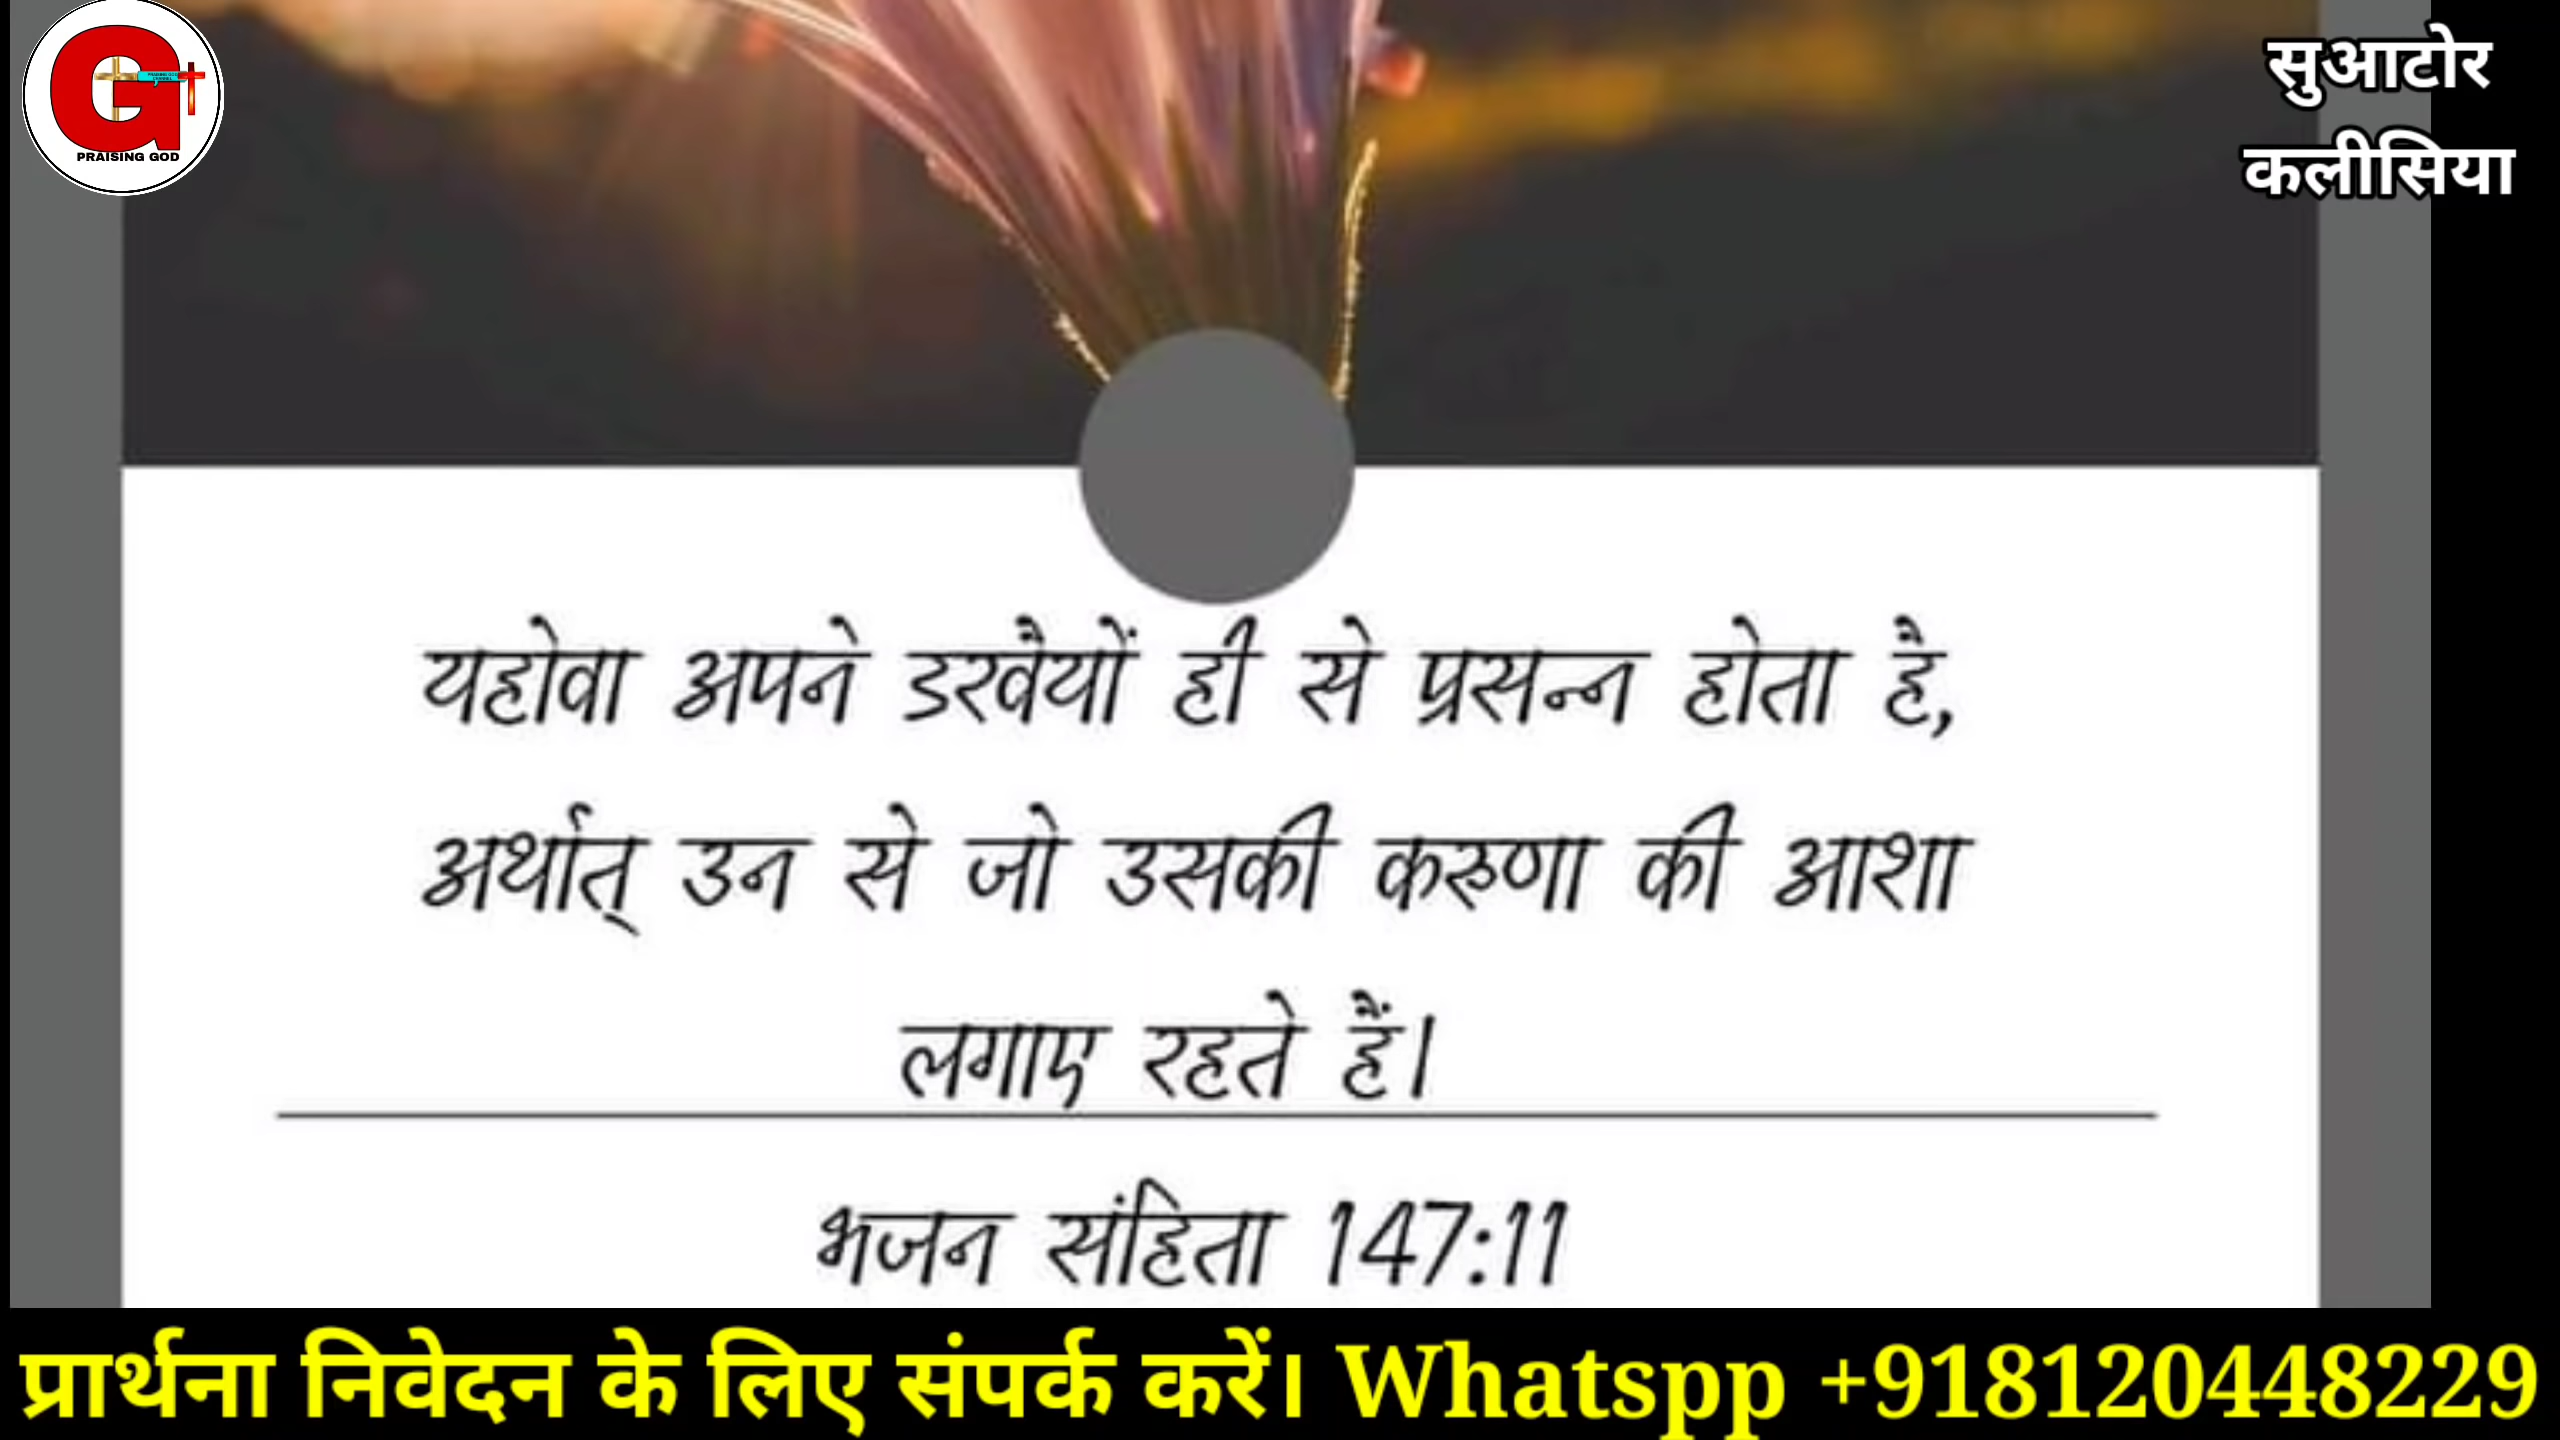 PRAISING GOD
सुआटोर
कलीसिया
यहोवा अपने डरवैयों ही से प्रसन्न होता है,
अर्थात् उन से जो उसकी करुणा की आशा
लगाए रहते हैं।
भजन संहिता 147:11
प्रार्थना निवेदन के लिए संपर्क करें। Whatspp +918120448229